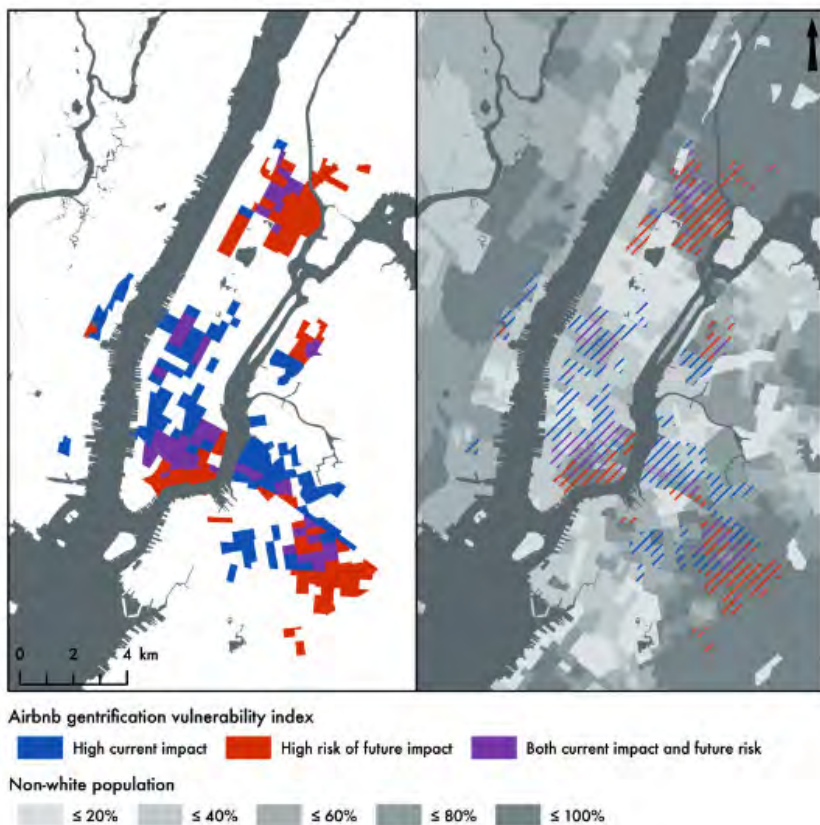 0 2 4 km
Airbnb gentrification vulnerability index
High current impact High risk of future impact Both current impact and future risk
Non-white population
≤ 20% ≤ 40% ≤ 60% ≤ 80% ≤ 100%